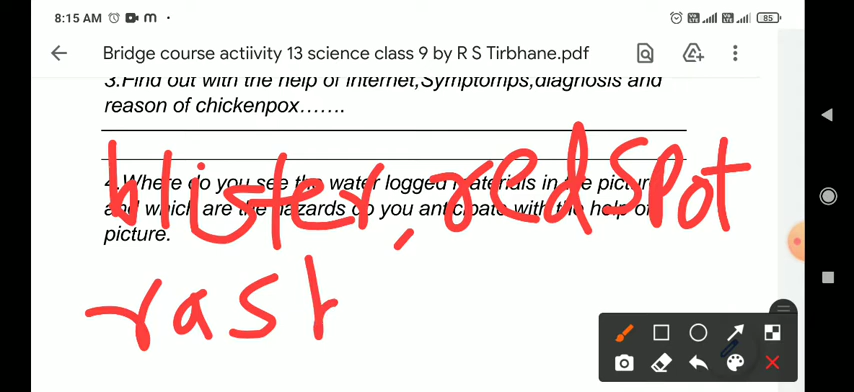 8:15 AM
85
Bridge course actiivity 13 science class 9 by R S Tirbhane.pdf
3.Find out with the help of internet,Symptomps,diagnosis and
reason of chickenpox…….
4.Where do you see the water logged materials in the picture
and which are the hazards do you anticipate with the help of
picture.
blister, red spot
rash